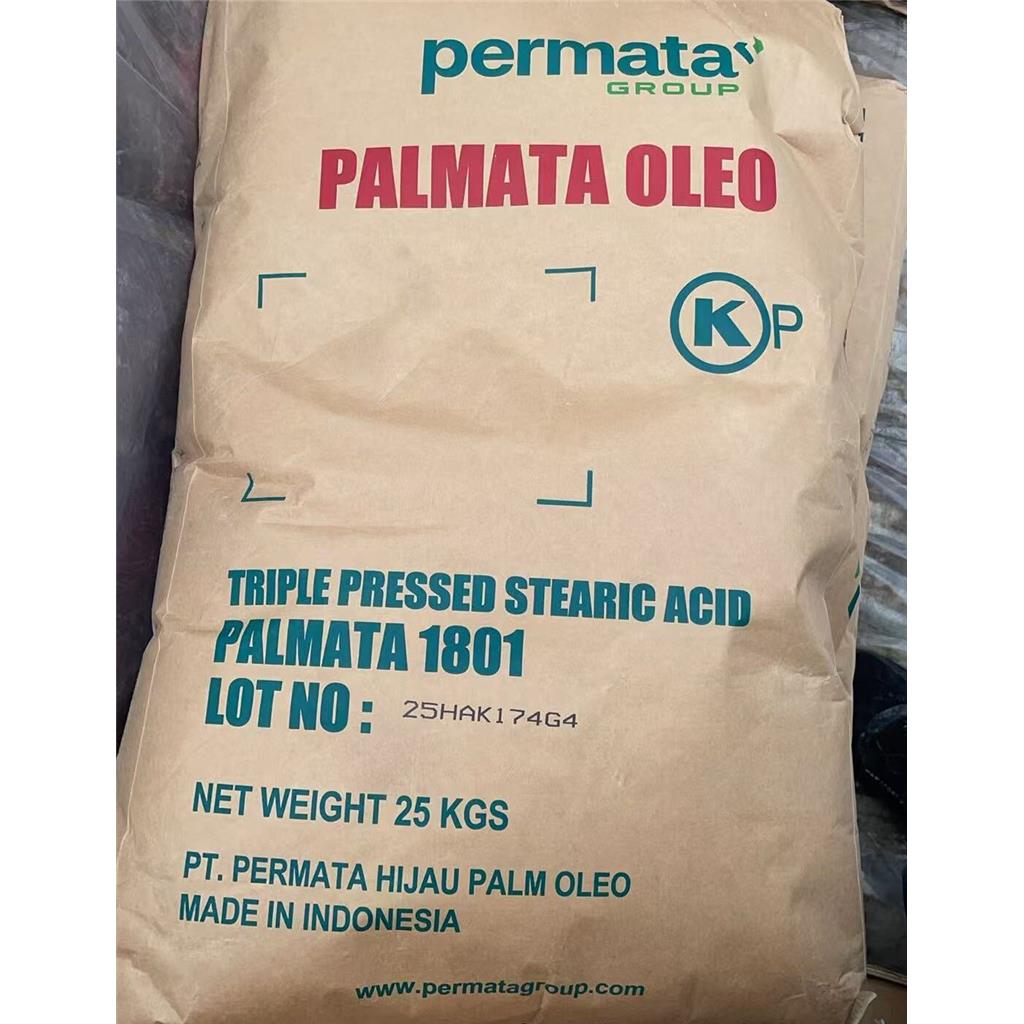 permata
GROUP
PALMATA OLEO
K P
TRIPLE PRESSED STEARIC ACID
PALMATA 1801
LOT NO : 25HAK174G4
NET WEIGHT 25 KGS
PT. PERMATA HIJAU PALM OLEO
MADE IN INDONESIA
www.permatagroup.com